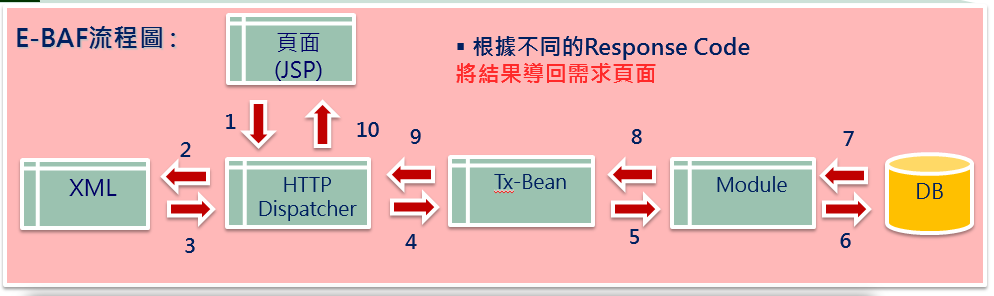 E-BAF流程圖：
頁面
(JSP)
▪ 根據不同的Response Code
將結果導回需求頁面
1
10
2
9
8
7
XML
HTTP
Dispatcher
Tx-Bean
Module
DB
3
4
5
6